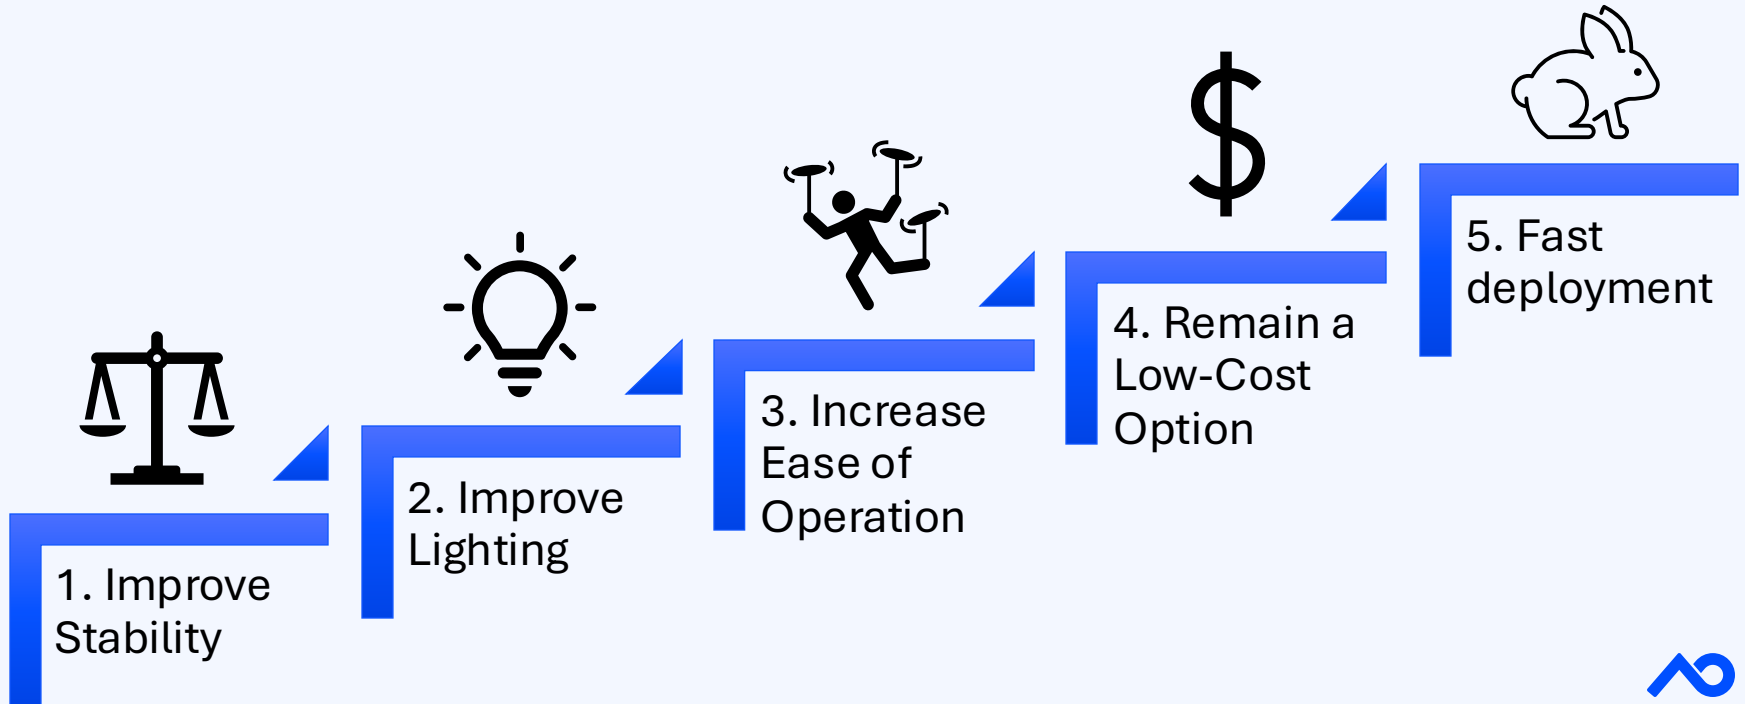 1. Improve
Stability
2. Improve
Lighting
3. Increase
Ease of
Operation
4. Remain a
Low-Cost
Option
5. Fast
deployment